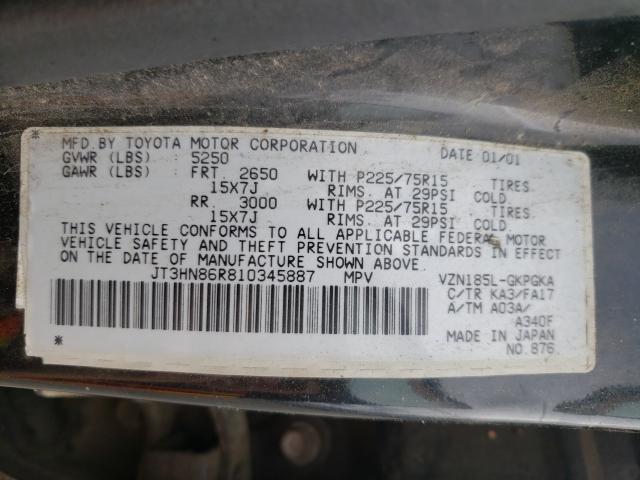 MFD. BY TOYOTA MOTOR CORPORATION DATE 01/01
GVWR (LBS) : 5250
GAWR (LBS) : FRT. 2650 WITH P225/75R15 TIRES
15X7J RIMS. AT 29PSI COLD
RR. 3000 WITH P225/75R15 TIRES
15X7J RIMS. AT 29PSI COLD
THIS VEHICLE CONFORMS TO ALL APPLICABLE FEDERAL MOTOR
VEHICLE SAFETY AND THEFT PREVENTION STANDARDS IN EFFECT
ON THE DATE OF MANUFACTURE SHOWN ABOVE.
JT3HN86R810345887 MPV VZN185L-GKPGKA
C/TR KA3/FA17
A/TM A03A/
A340F
MADE IN JAPAN
NO.876